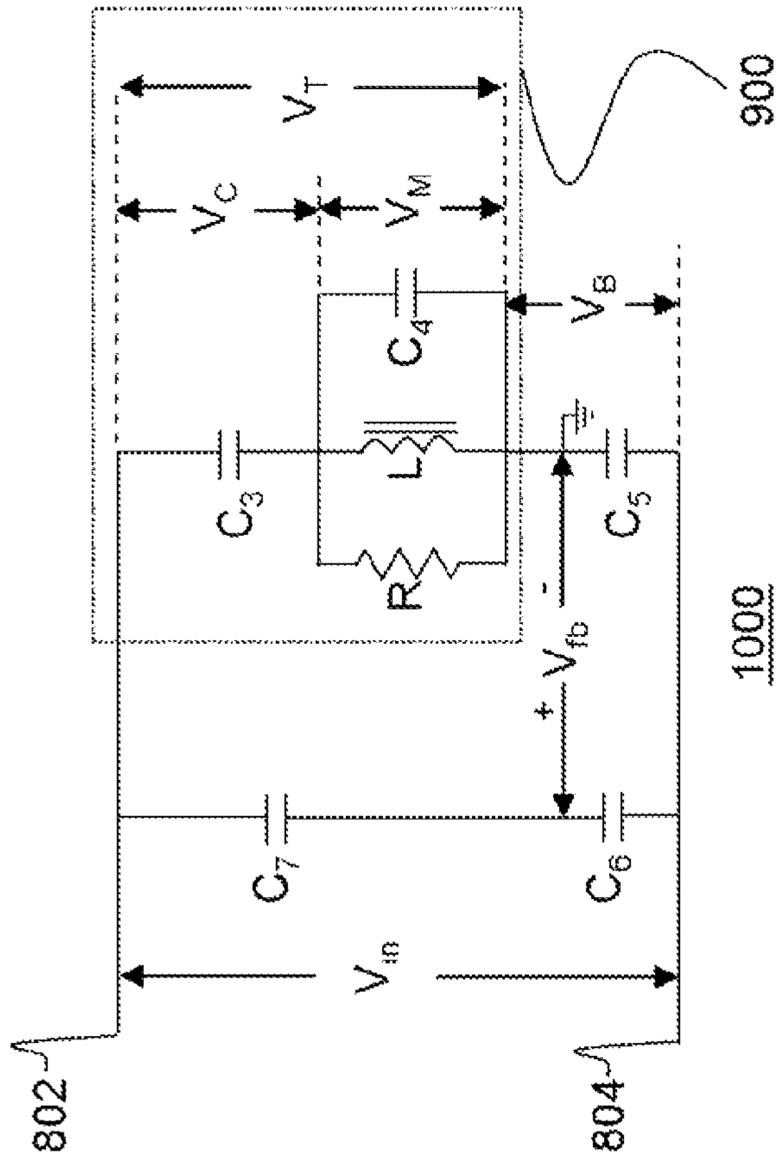 802
804
V_in
C_7
C_6
+ V_fb -
C_3
R
L
C_4
C_5
V_C
V_M
V_B
V_T
900
1000